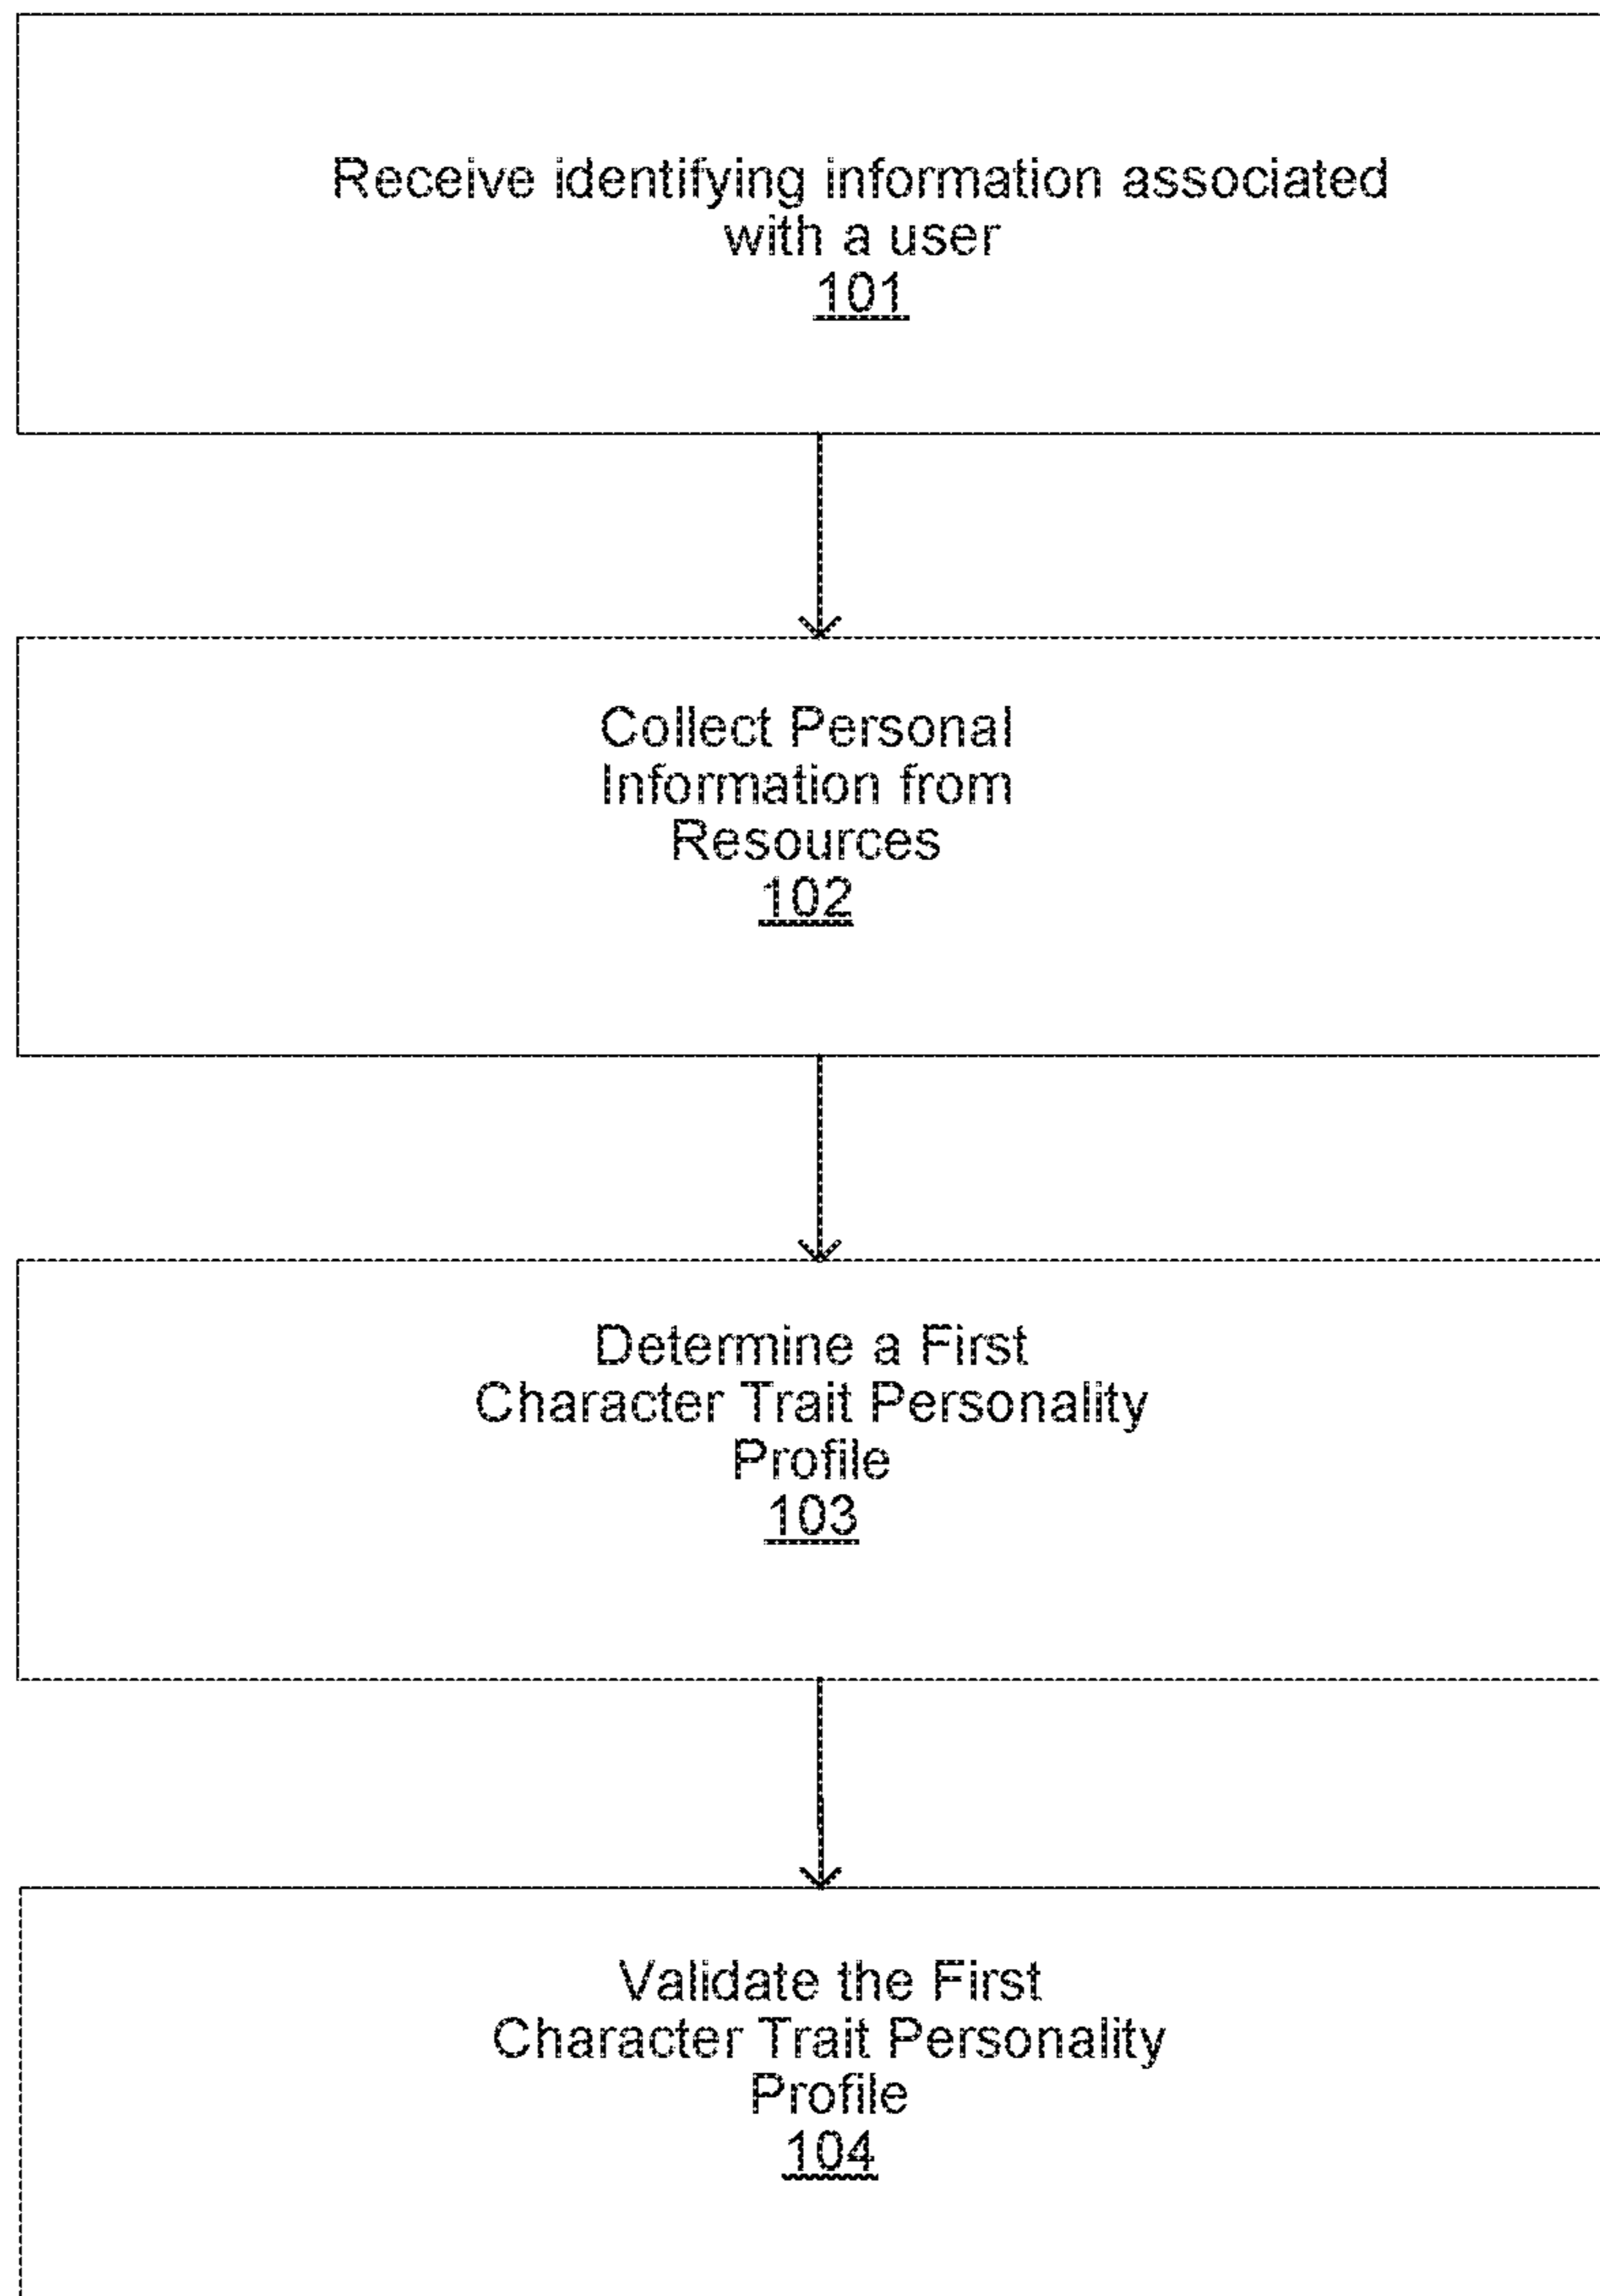 Receive identifying information associated
with a user
101
Collect Personal
Information from
Resources
102
Determine a First
Character Trait Personality
Profile
103
Validate the First
Character Trait Personality
Profile
104